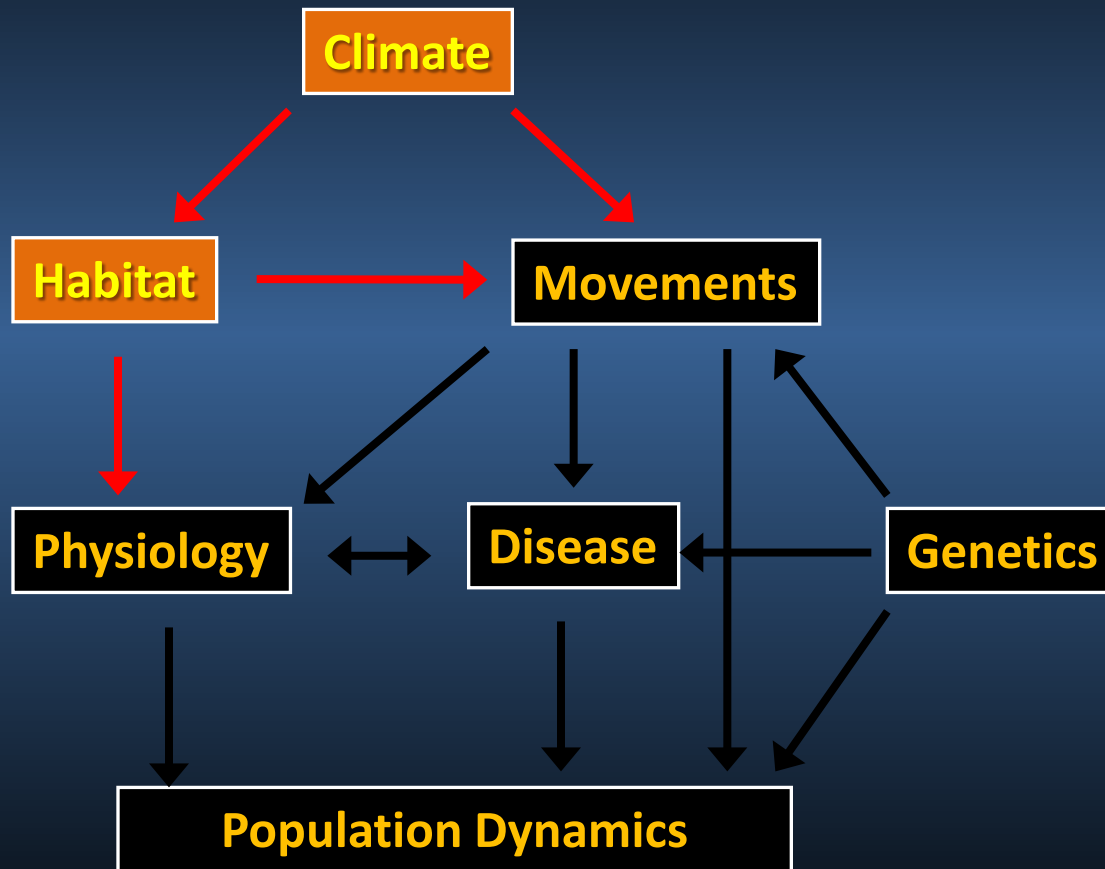 Climate
Habitat
Movements
Physiology
Disease
Genetics
Population Dynamics